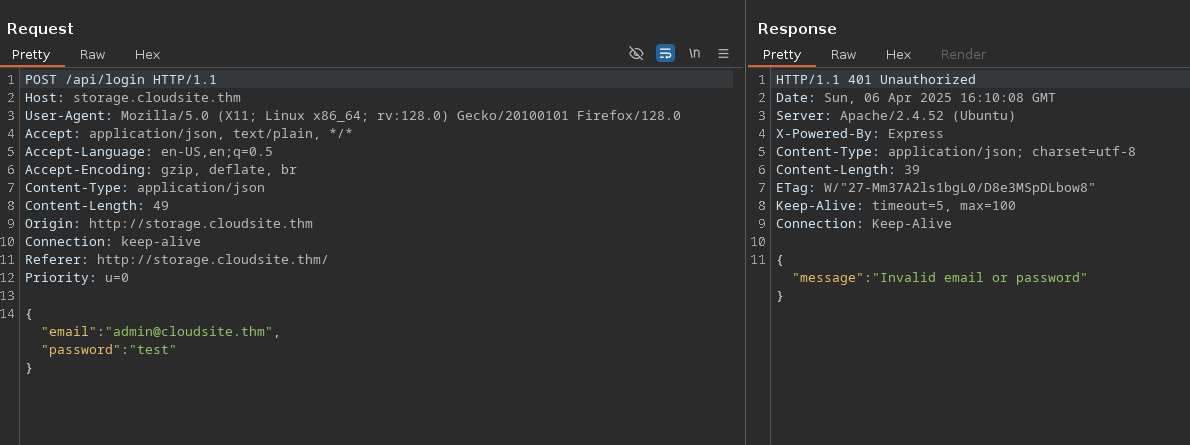 Request
Pretty Raw Hex \n
1 POST /api/login HTTP/1.1
2 Host: storage.cloudsite.thm
3 User-Agent: Mozilla/5.0 (X11; Linux x86_64; rv:128.0) Gecko/20100101 Firefox/128.0
4 Accept: application/json, text/plain, */*
5 Accept-Language: en-US,en;q=0.5
6 Accept-Encoding: gzip, deflate, br
7 Content-Type: application/json
8 Content-Length: 49
9 Origin: http://storage.cloudsite.thm
10 Connection: keep-alive
11 Referer: http://storage.cloudsite.thm/
12 Priority: u=0
13
14 {
"email":"admin@cloudsite.thm",
"password":"test"
}
Response
Pretty Raw Hex Render
1 HTTP/1.1 401 Unauthorized
2 Date: Sun, 06 Apr 2025 16:10:08 GMT
3 Server: Apache/2.4.52 (Ubuntu)
4 X-Powered-By: Express
5 Content-Type: application/json; charset=utf-8
6 Content-Length: 39
7 ETag: W/"27-Mm37A2ls1bgL0/D8e3MSpDLbow8"
8 Keep-Alive: timeout=5, max=100
9 Connection: Keep-Alive
10
11 {
"message":"Invalid email or password"
}